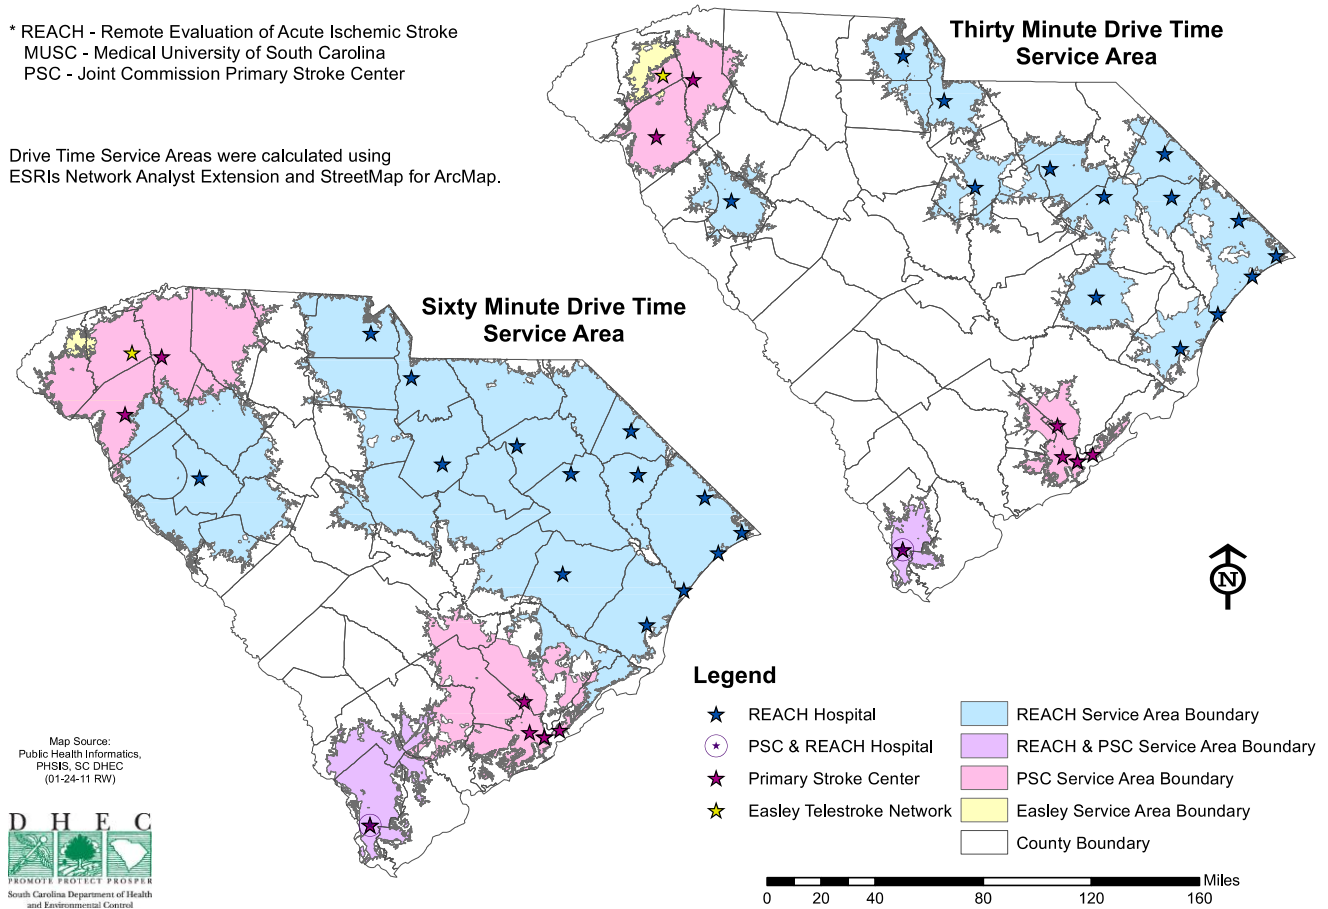 * REACH - Remote Evaluation of Acute Ischemic Stroke
MUSC - Medical University of South Carolina
PSC - Joint Commission Primary Stroke Center
Drive Time Service Areas were calculated using
ESRIs Network Analyst Extension and StreetMap for ArcMap.
Thirty Minute Drive Time
Service Area
Sixty Minute Drive Time
Service Area
N
Legend
REACH Hospital
PSC & REACH Hospital
Primary Stroke Center
Easley Telestroke Network
REACH Service Area Boundary
REACH & PSC Service Area Boundary
PSC Service Area Boundary
Easley Service Area Boundary
County Boundary
Miles
0 20 40 80 120 160
Map Source:
Public Health Informatics,
PHSIS, SC DHEC
(01-24-11 RW)
D H E C
PROMOTE PROTECT PROSPER
South Carolina Department of Health
and Environmental Control